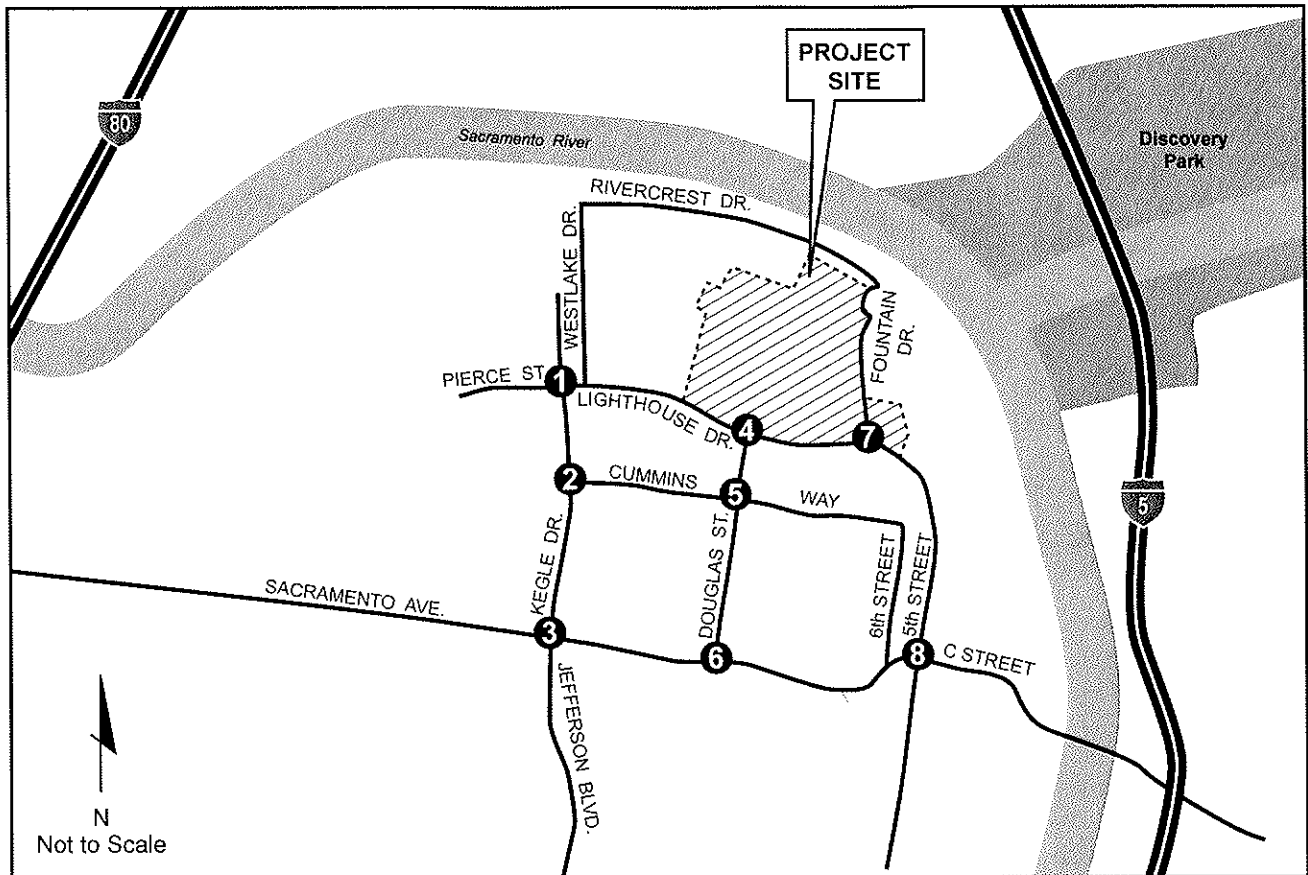 PROJECT
SITE
80
Sacramento River
Discovery
Park
RIVERCREST DR.
WESTLAKE DR.
FOUNTAIN
DR.
PIERCE ST.
1
LIGHTHOUSE DR.
4
7
2
CUMMINS
5
WAY
5
KEGLE DR.
DOUGLAS ST.
6th STREET
5th STREET
SACRAMENTO AVE.
3
6
8
C STREET
JEFFERSON BLVD.
N
Not to Scale